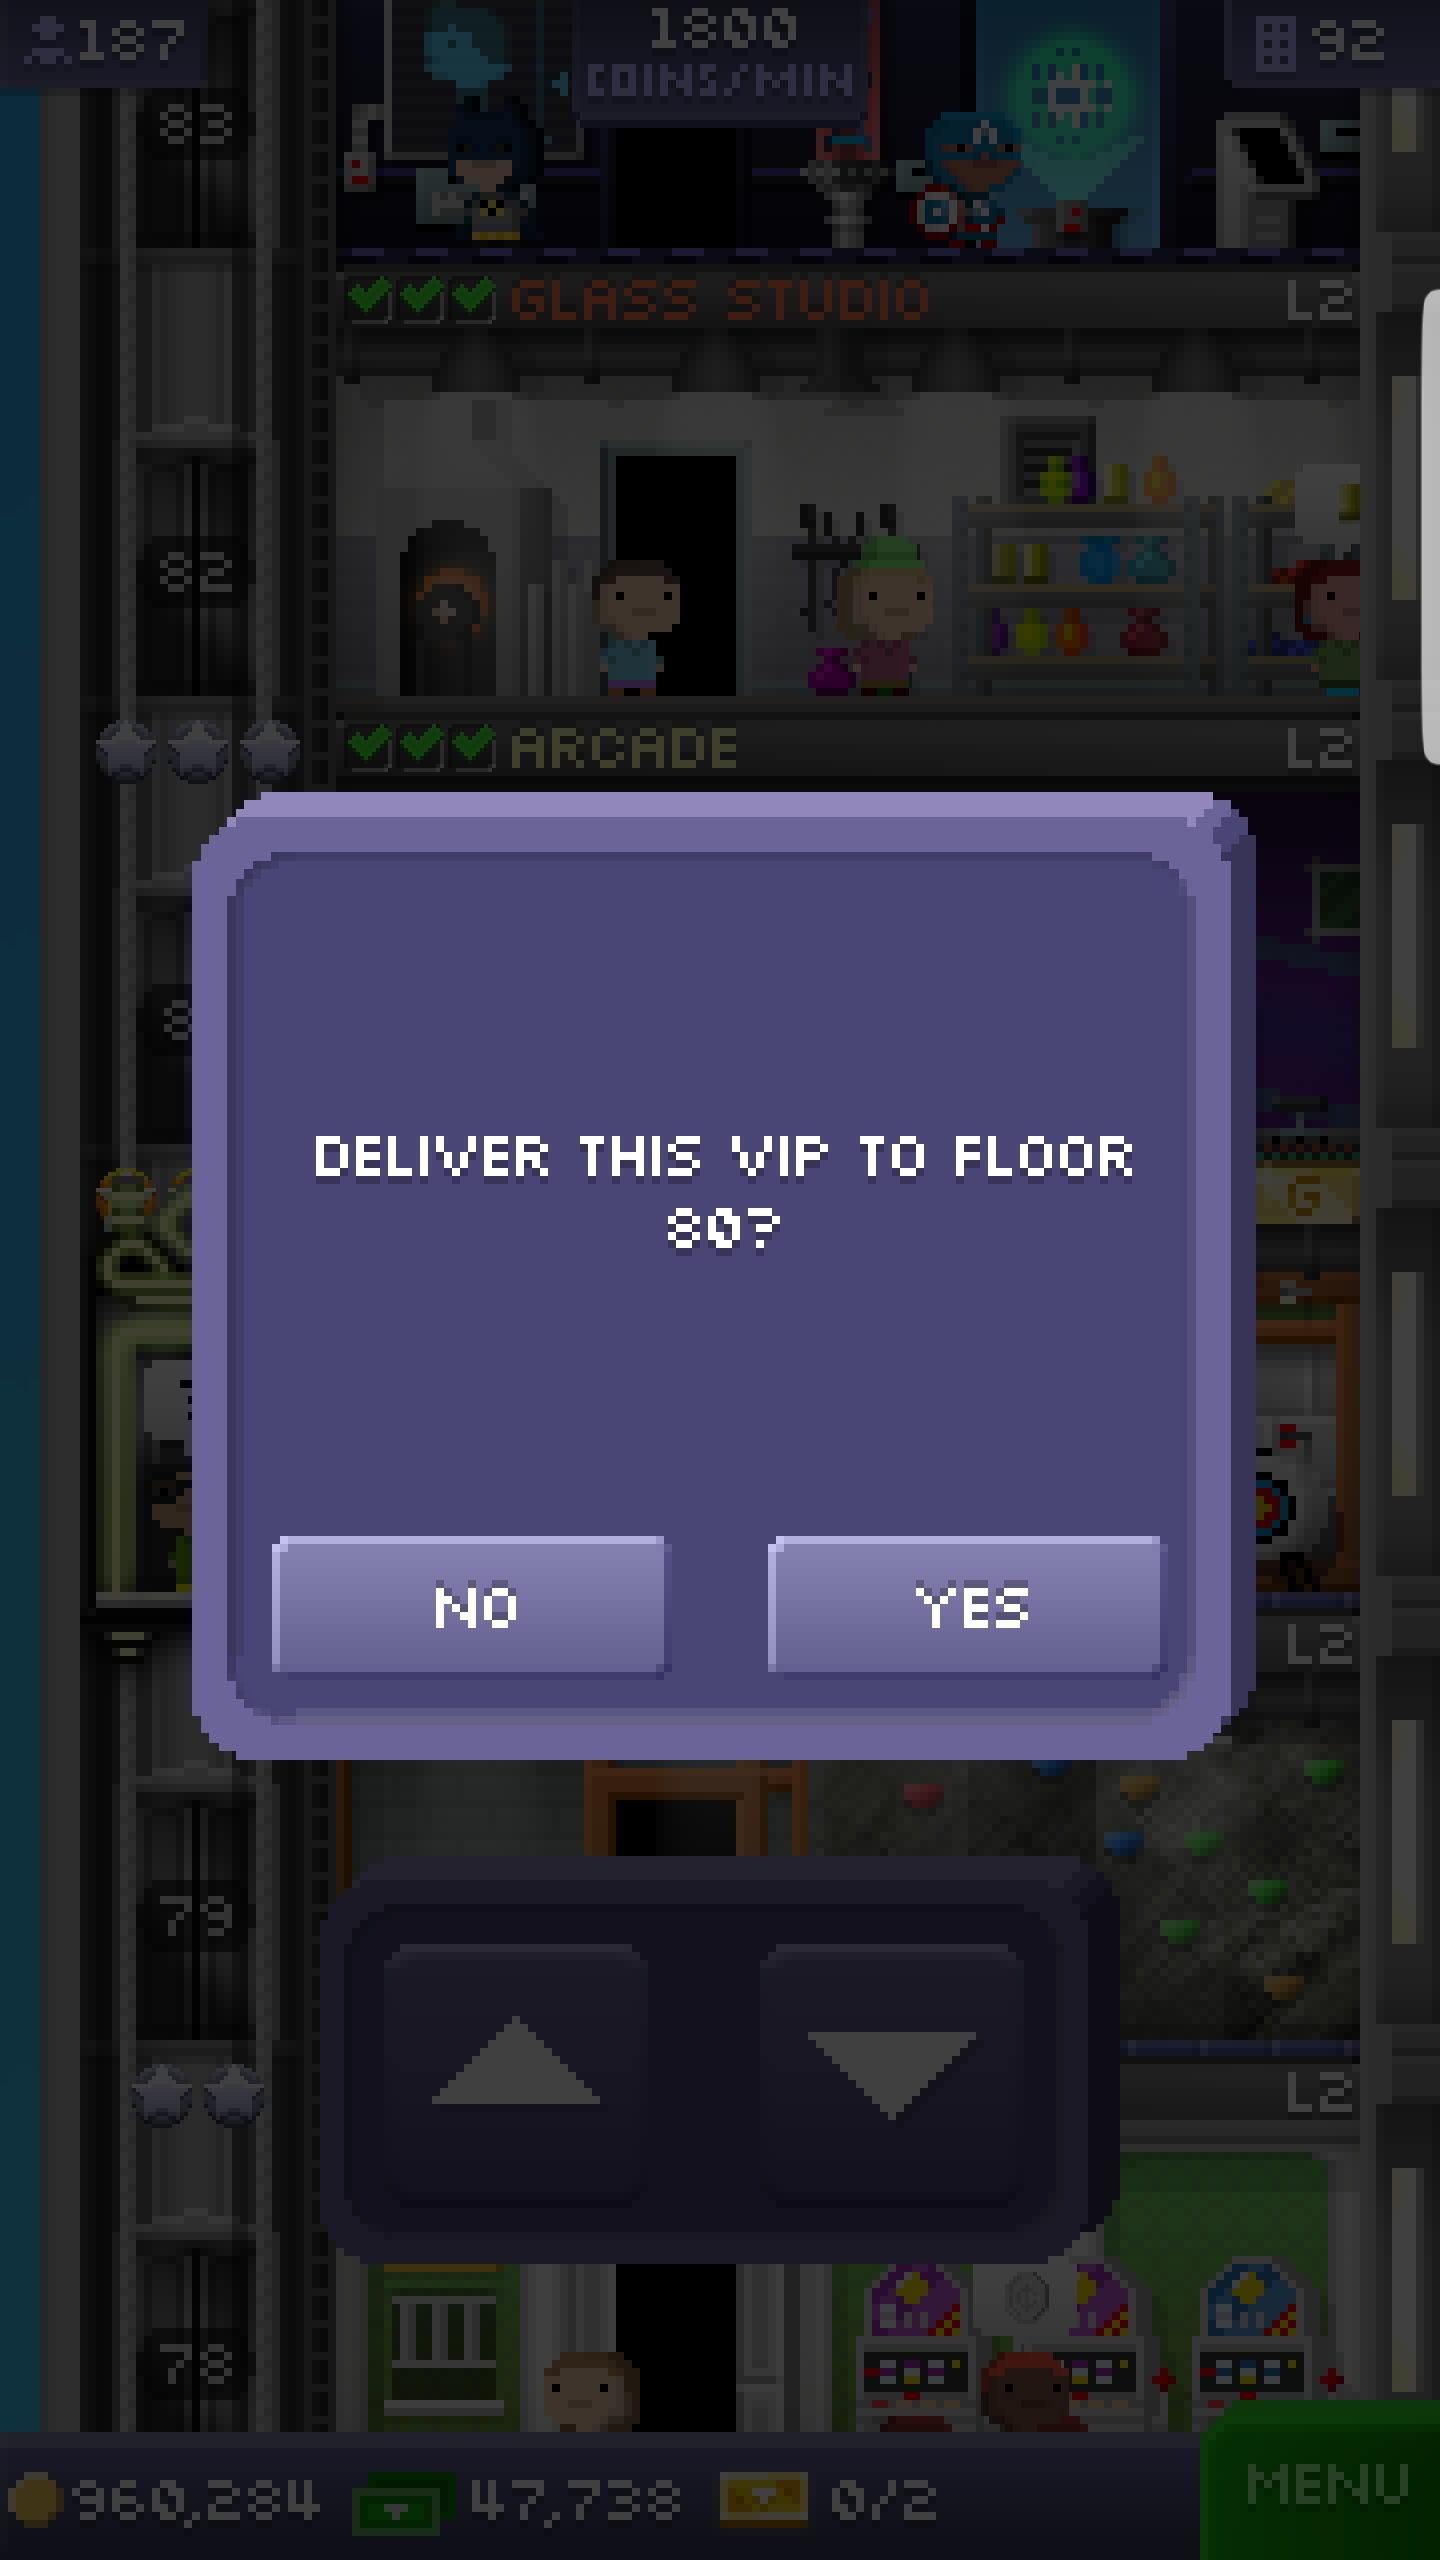 187
1800
COINS/MIN
92
83
GLASS STUDIO L2
82
ARCADE L2
8
DELIVER THIS VIP TO FLOOR
80?
G
NO
YES
L2
79
L2
78
960,284 47,738 0/2 MENU